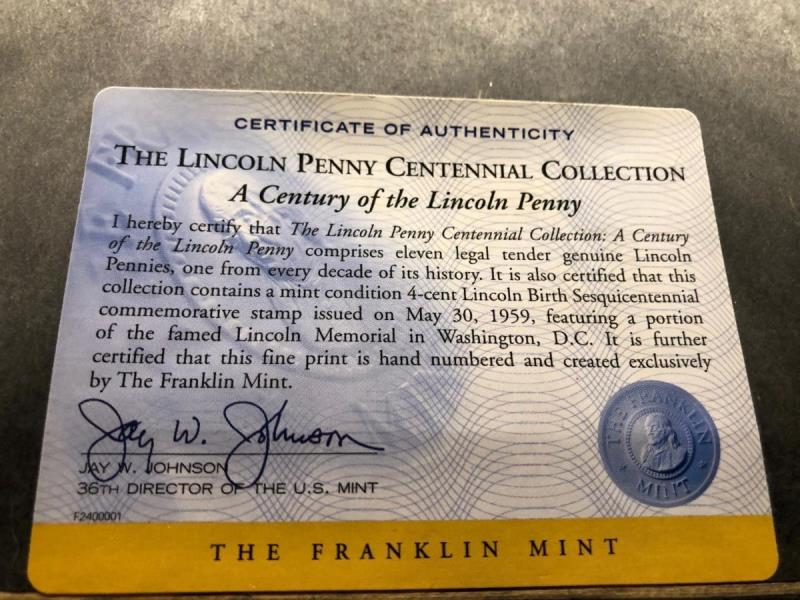 CERTIFICATE OF AUTHENTICITY
THE LINCOLN PENNY CENTENNIAL COLLECTION
A Century of the Lincoln Penny
I hereby certify that The Lincoln Penny Centennial Collection: A Century
of the Lincoln Penny comprises eleven legal tender genuine Lincoln
Pennies, one from every decade of its history. It is also certified that this
collection contains a mint condition 4-cent Lincoln Birth Sesquicentennial
commemorative stamp issued on May 30, 1959, featuring a portion
of the famed Lincoln Memorial in Washington, D.C. It is further
certified that this fine print is hand numbered and created exclusively
by The Franklin Mint.
Jay W. Johnson
JAY W. JOHNSON
36TH DIRECTOR OF THE U.S. MINT
F2400001
THE FRANKLIN
MINT
THE FRANKLIN MINT